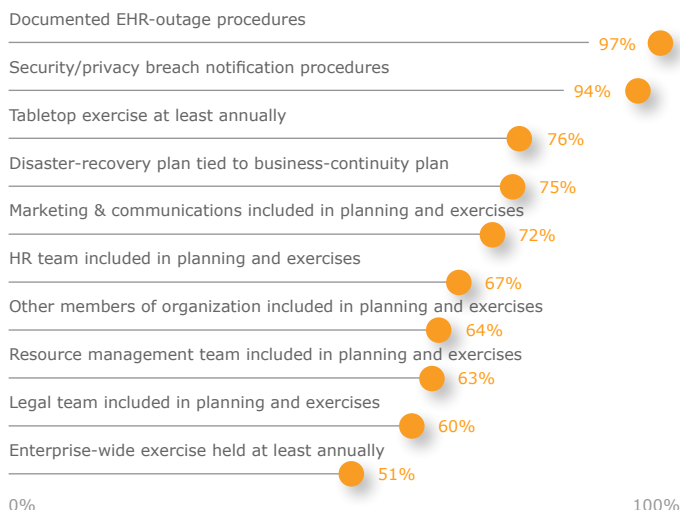 Documented EHR-outage procedures
97%
Security/privacy breach notification procedures
94%
Tabletop exercise at least annually
76%
Disaster-recovery plan tied to business-continuity plan
75%
Marketing & communications included in planning and exercises
72%
HR team included in planning and exercises
67%
Other members of organization included in planning and exercises
64%
Resource management team included in planning and exercises
63%
Legal team included in planning and exercises
60%
Enterprise-wide exercise held at least annually
51%
0% 100%